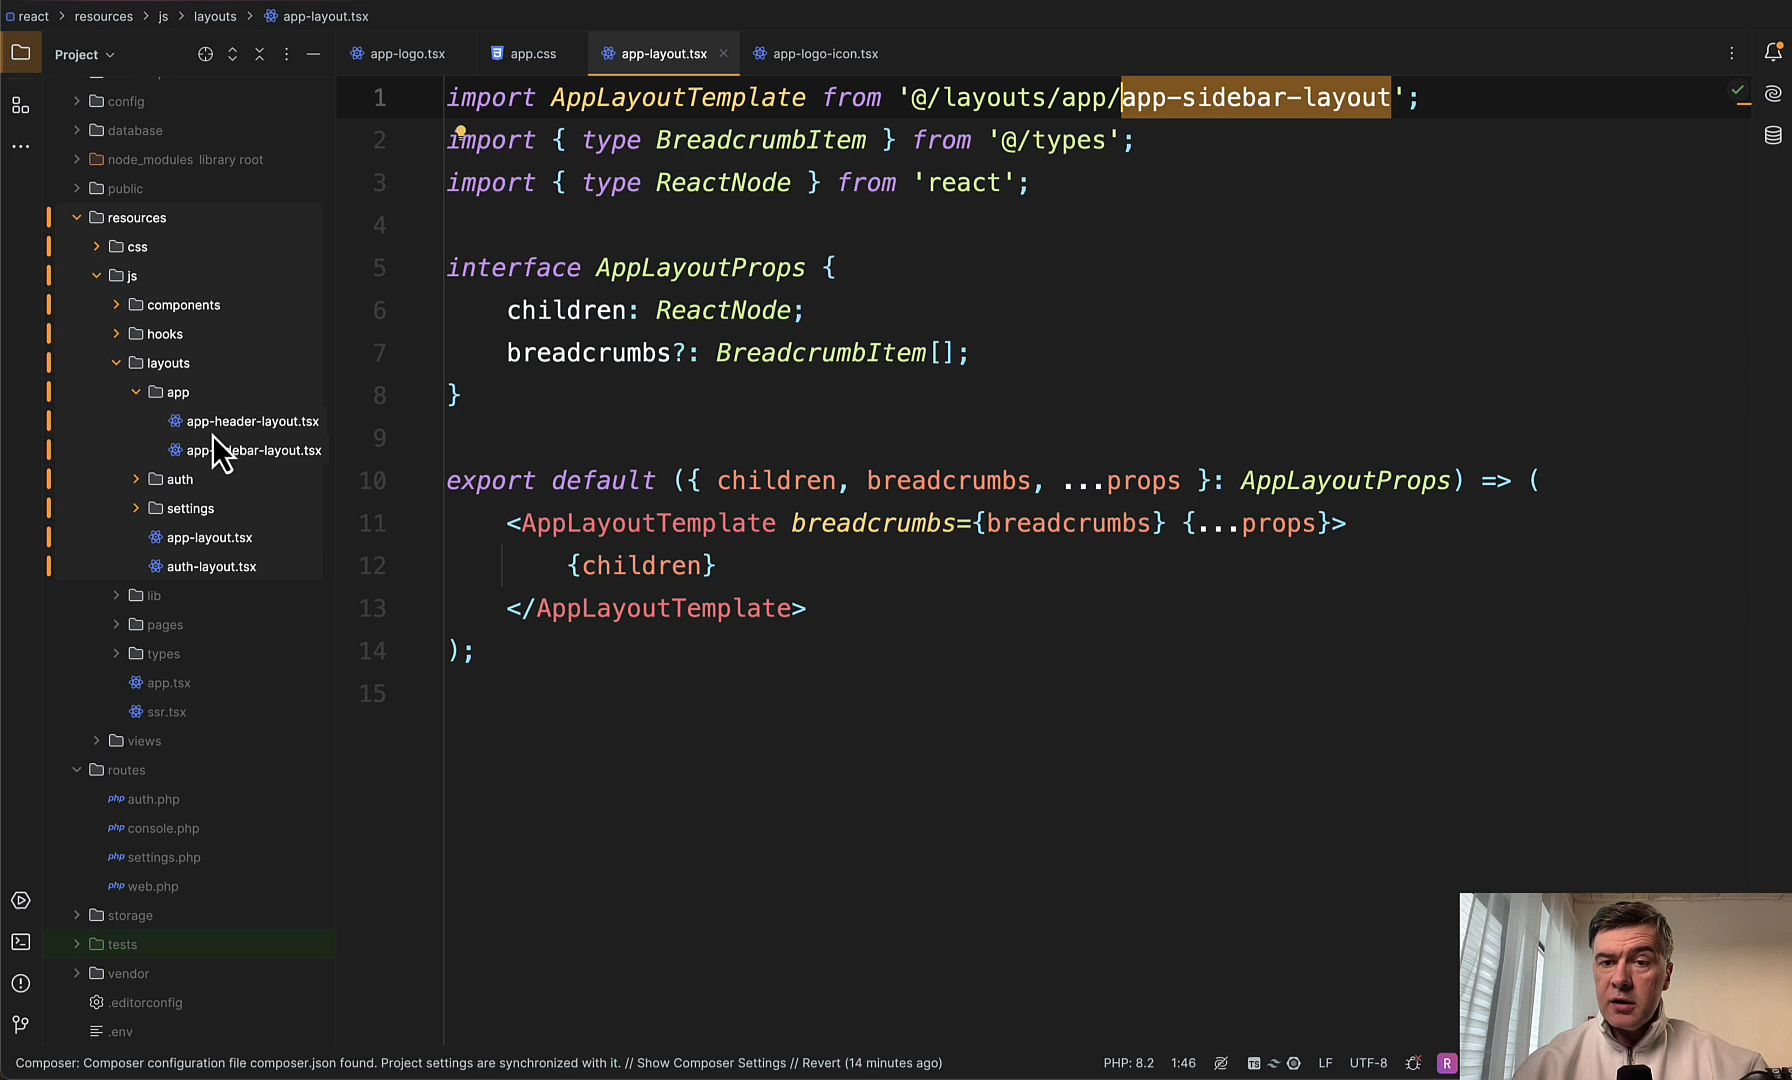 react > resources > js > layouts > app-layout.tsx
Project
app-logo.tsx
app.css
app-layout.tsx
app-logo-icon.tsx
config
database
node_modules library root
public
resources
css
js
components
hooks
layouts
app
app-header-layout.tsx
app-sidebar-layout.tsx
auth
settings
app-layout.tsx
auth-layout.tsx
lib
pages
types
app.tsx
ssr.tsx
views
routes
php auth.php
php console.php
php settings.php
php web.php
storage
tests
vendor
.editorconfig
.env
1 import AppLayoutTemplate from '@/layouts/app/app-sidebar-layout';
2 import { type BreadcrumbItem } from '@/types';
3 import { type ReactNode } from 'react';
4
5 interface AppLayoutProps {
6 children: ReactNode;
7 breadcrumbs?: BreadcrumbItem[];
8 }
9
10 export default ({ children, breadcrumbs, ...props }: AppLayoutProps) => (
11 <AppLayoutTemplate breadcrumbs={breadcrumbs} {...props}>
12 {children}
13 </AppLayoutTemplate>
14 );
15
Composer: Composer configuration file composer.json found. Project settings are synchronized with it. // Show Composer Settings // Revert (14 minutes ago)
PHP: 8.2
1:46
TS
LF
UTF-8
R